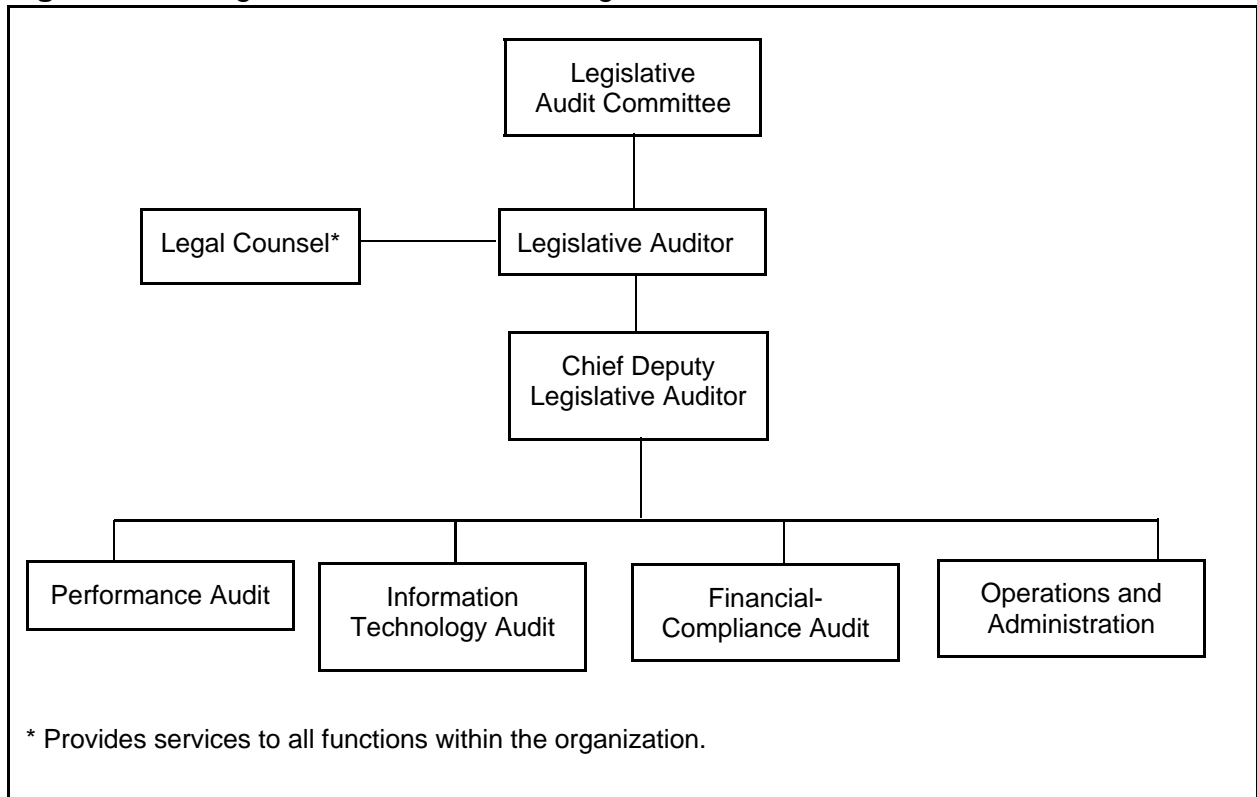 Legislative
Audit Committee
Legal Counsel*
Legislative Auditor
Chief Deputy
Legislative Auditor
Performance Audit
Information
Technology Audit
Financial-
Compliance Audit
Operations and
Administration
* Provides services to all functions within the organization.